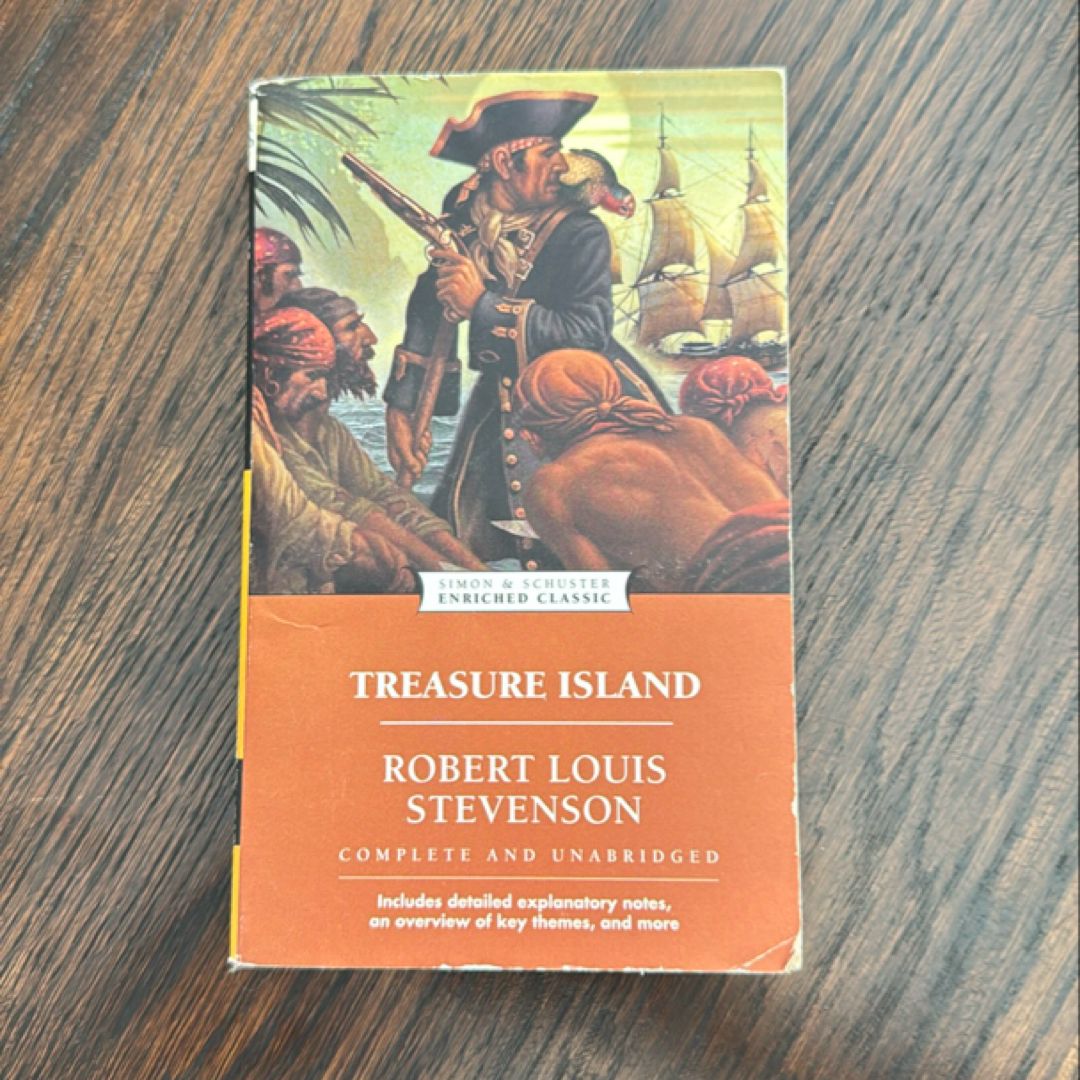 SIMON & SCHUSTER
ENRICHED CLASSIC
TREASURE ISLAND
ROBERT LOUIS
STEVENSON
COMPLETE AND UNABRIDGED
Includes detailed explanatory notes,
an overview of key themes, and more